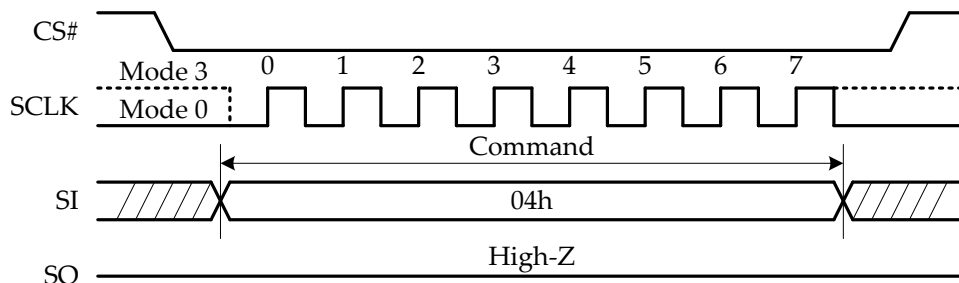 CS#
0 1 2 3 4 5 6 7
Mode 3
SCLK
Mode 0
Command
SI
04h
High-Z
SO